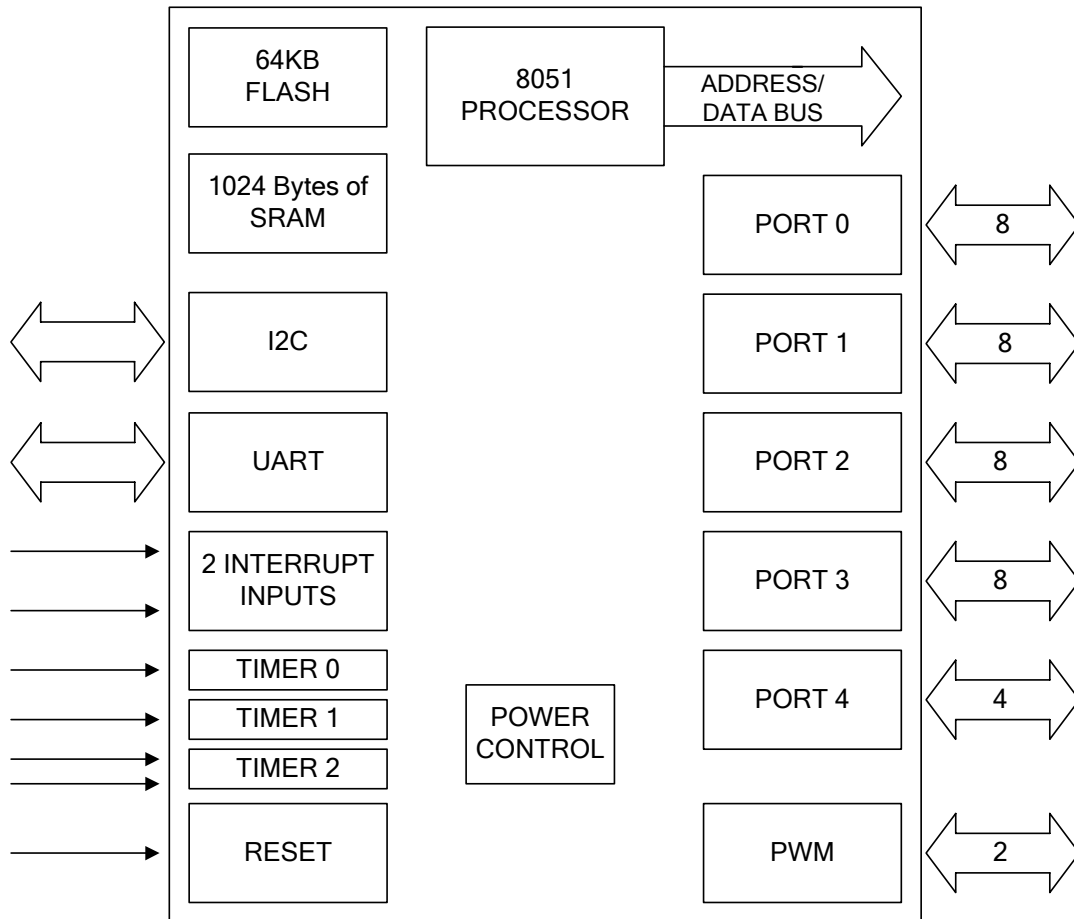 64KB
FLASH
8051
PROCESSOR
ADDRESS/
DATA BUS
1024 Bytes of
SRAM
PORT 0
8
I2C
PORT 1
8
UART
PORT 2
8
2 INTERRUPT
INPUTS
PORT 3
8
TIMER 0
TIMER 1
TIMER 2
POWER
CONTROL
PORT 4
4
RESET
PWM
2